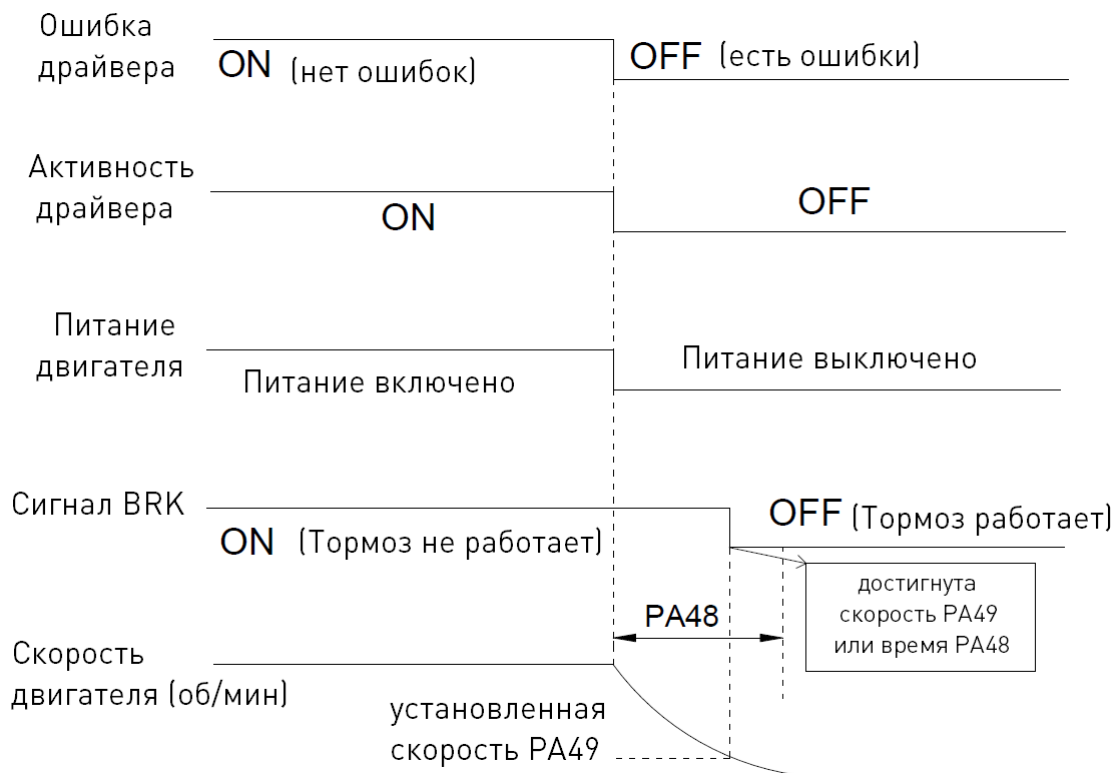 Ошибка
драйвера
ON (нет ошибок)
OFF (есть ошибки)
Активность
драйвера
ON
OFF
Питание
двигателя
Питание включено
Питание выключено
Сигнал BRK
ON (Тормоз не работает)
OFF (Тормоз работает)
достигнута
скорость PA49
или время PA48
PA48
Скорость
двигателя (об/мин)
установленная
скорость PA49